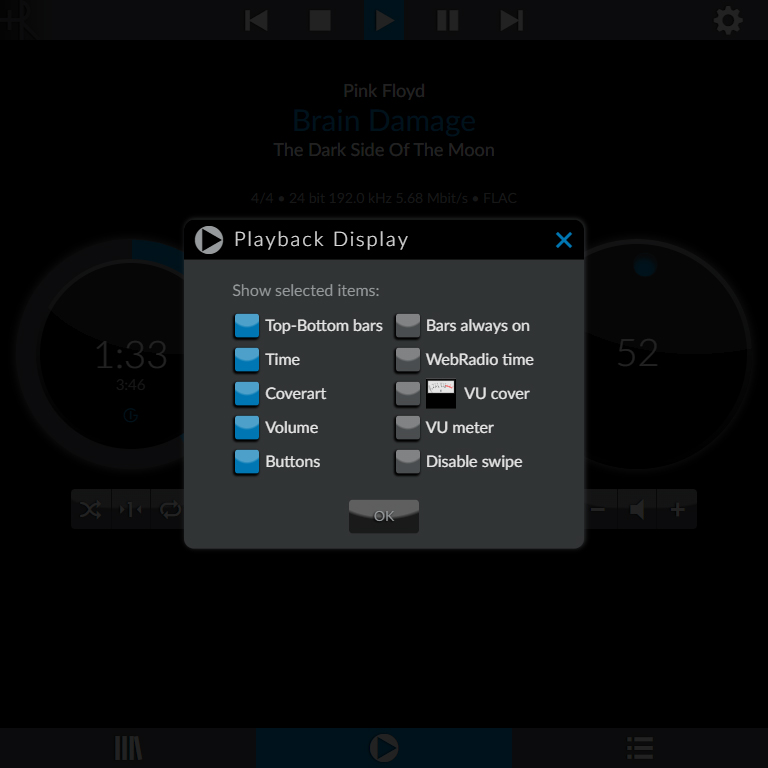 Pink Floyd
Brain Damage
The Dark Side Of The Moon
4/4 • 24 bit 192.0 kHz 5.68 Mbit/s • FLAC
Playback Display
Show selected items:
Top-Bottom bars
Bars always on
Time
WebRadio time
Coverart
VU cover
Volume
VU meter
Buttons
Disable swipe
OK
1:33
3:46
52
1